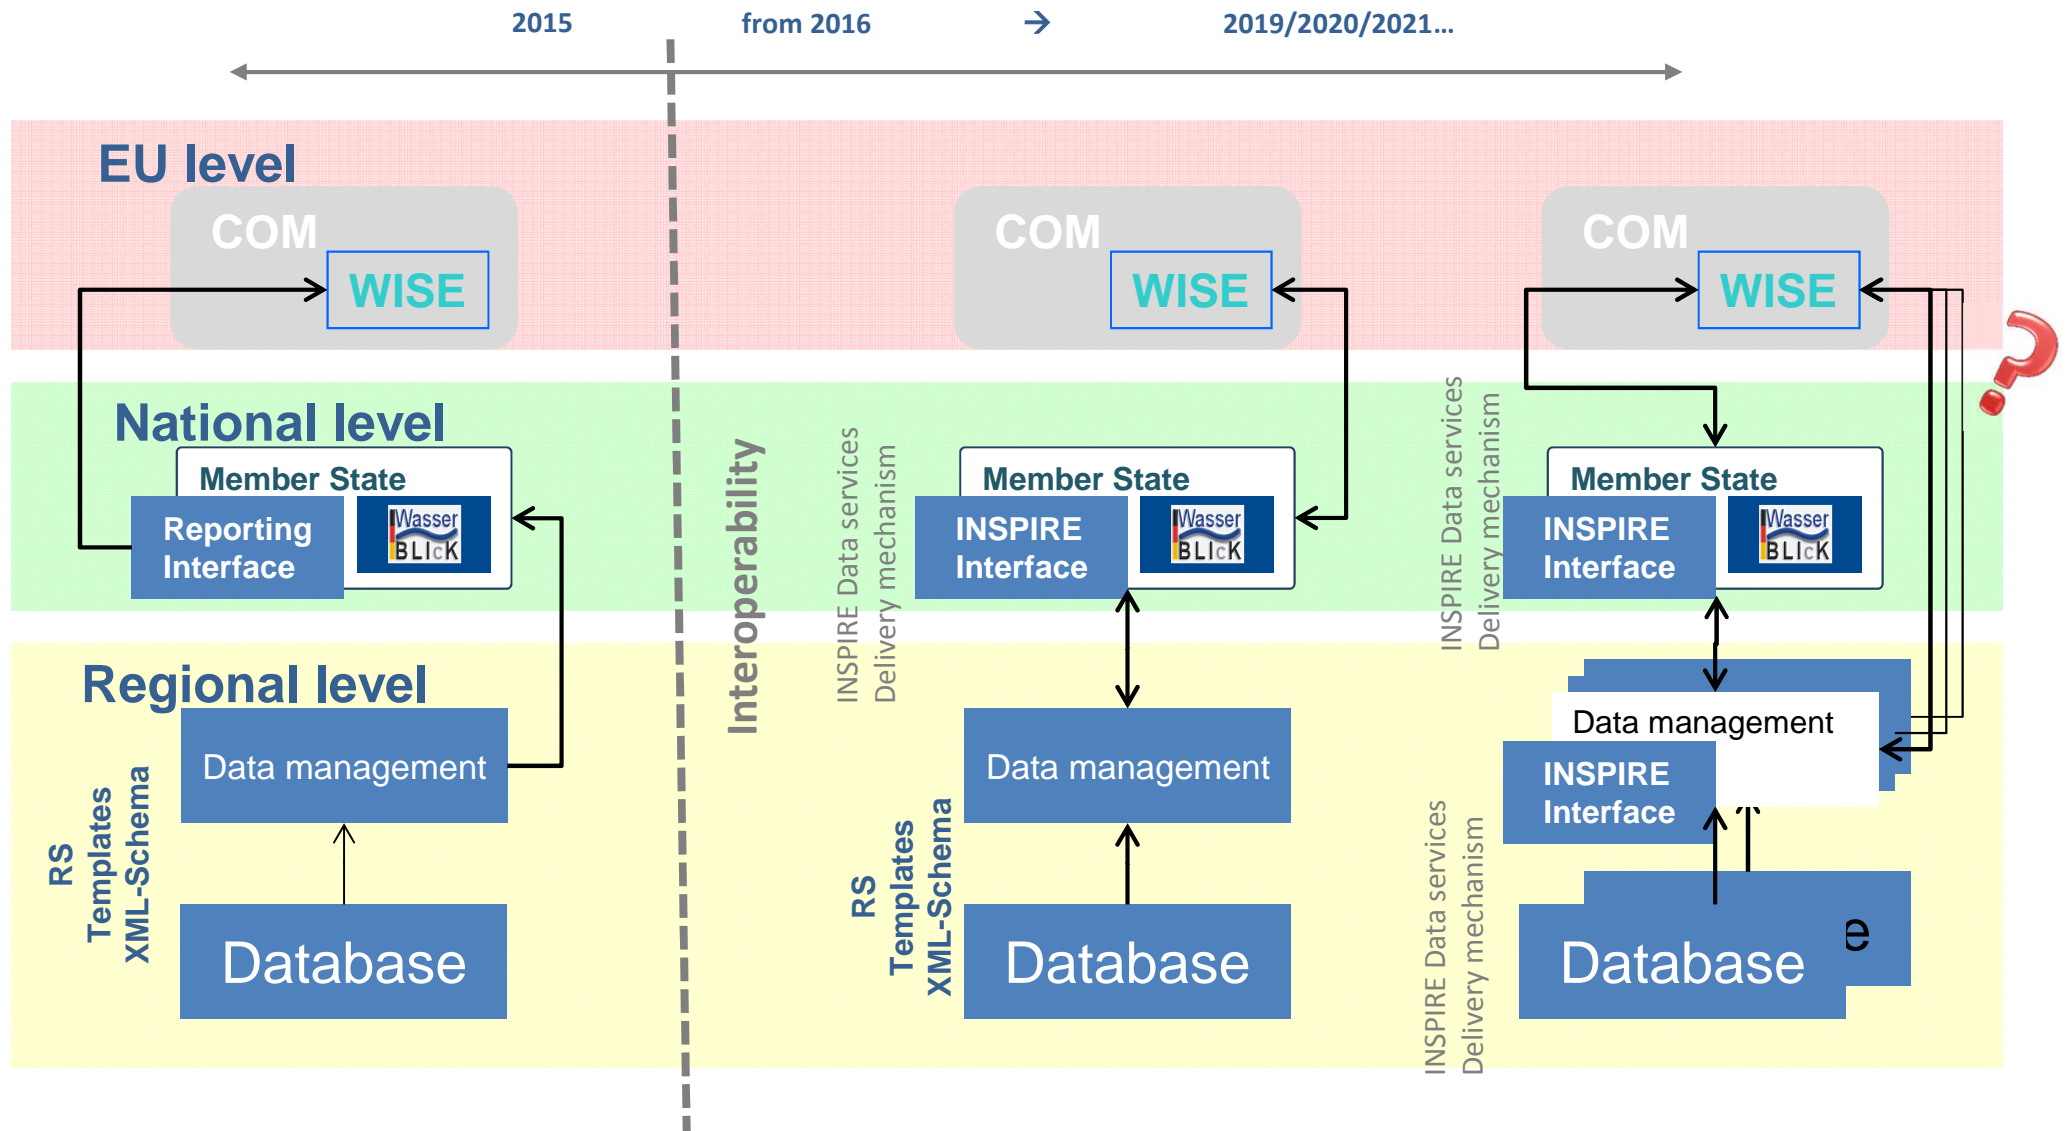 2015
from 2016
→
2019/2020/2021...
EU level
COM
WISE
COM
WISE
COM
WISE
National level
Member State
Reporting
Interface
Wasser
BLIcK
Interoperability
INSPIRE Data services
Delivery mechanism
Member State
INSPIRE
Interface
Wasser
BLIcK
INSPIRE Data services
Delivery mechanism
Member State
INSPIRE
Interface
Wasser
BLIcK
Regional level
RS
Templates
XML-Schema
Data management
Database
RS
Templates
XML-Schema
Data management
Database
INSPIRE Data services
Delivery mechanism
Data management
INSPIRE
Interface
Database
e